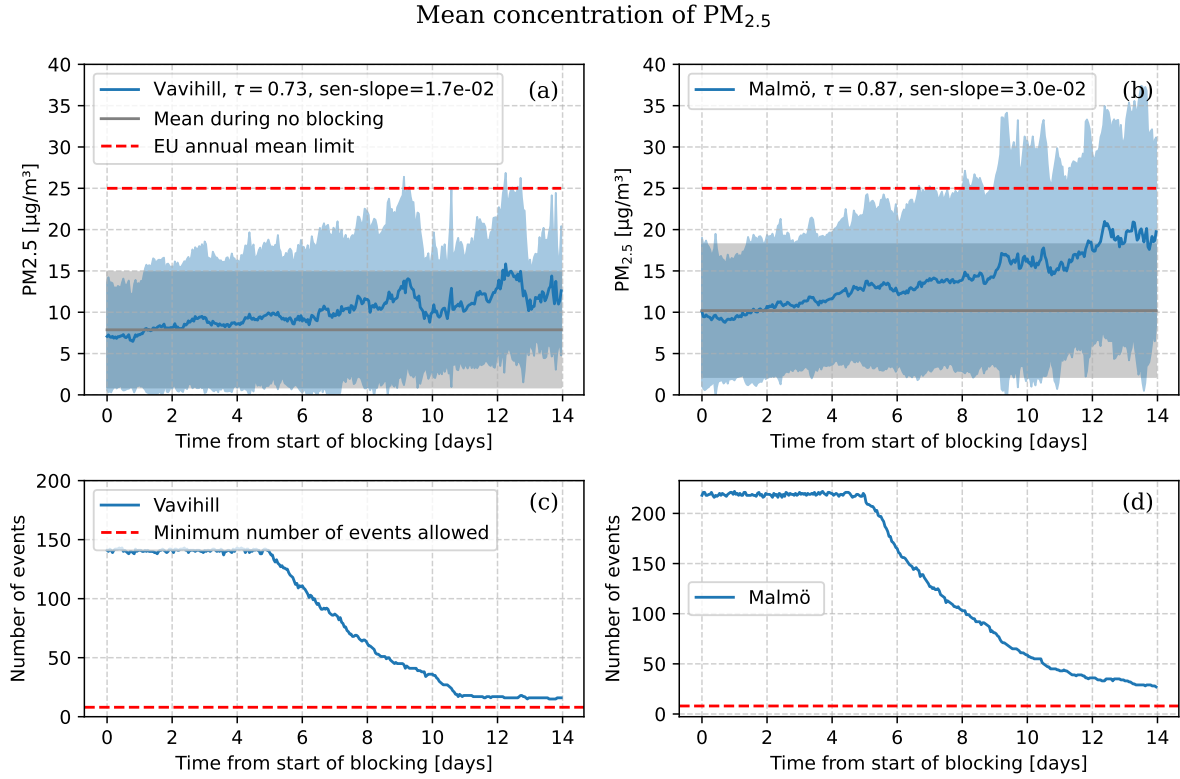 Mean concentration of PM₂.₅
40
35
30
25
20
15
10
5
0
PM2.5 [µg/m³]
Vavihill, τ = 0.73, sen-slope=1.7e-02
Mean during no blocking
EU annual mean limit
(a)
0 2 4 6 8 10 12 14
Time from start of blocking [days]
40
35
30
25
20
15
10
5
0
PM₂.₅ [µg/m³]
Malmö, τ = 0.87, sen-slope=3.0e-02
(b)
0 2 4 6 8 10 12 14
Time from start of blocking [days]
200
150
100
50
0
Number of events
Vavihill
Minimum number of events allowed
(c)
0 2 4 6 8 10 12 14
Time from start of blocking [days]
200
150
100
50
0
Number of events
Malmö
(d)
0 2 4 6 8 10 12 14
Time from start of blocking [days]